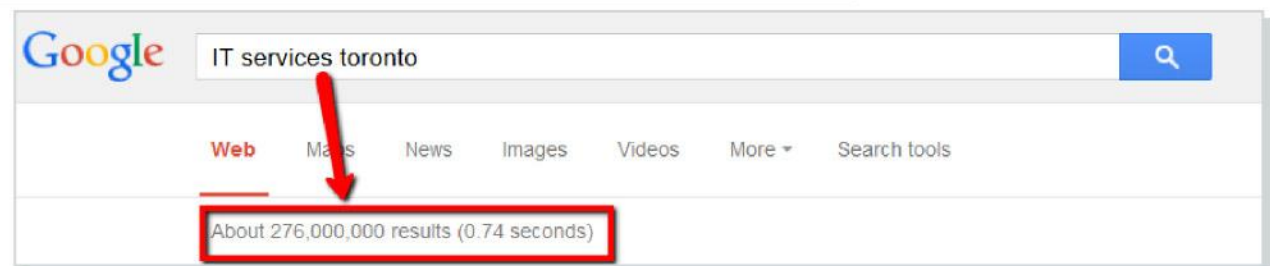 Google
IT services toronto
Web Maps News Images Videos More Search tools
About 276,000,000 results (0.74 seconds)